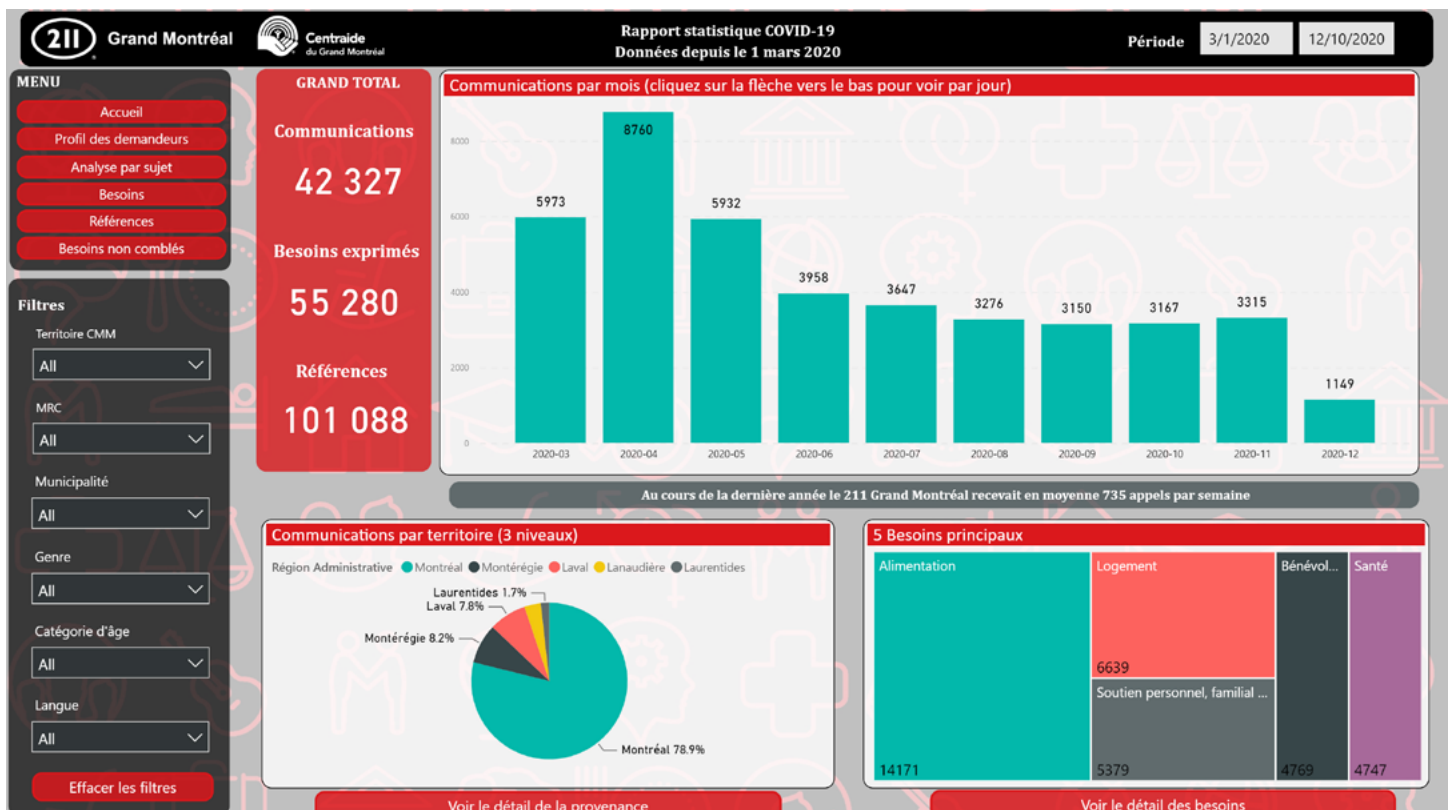 211 Grand Montréal
Centraide
du Grand Montréal
Rapport statistique COVID-19
Données depuis le 1 mars 2020
Période 3/1/2020 12/10/2020
MENU
Accueil
Profil des demandeurs
Analyse par sujet
Besoins
Références
Besoins non comblés
Filtres
Territoire CMM
All
MRC
All
Municipalité
All
Genre
All
Catégorie d'âge
All
Langue
All
Effacer les filtres
GRAND TOTAL
Communications
42 327
Besoins exprimés
55 280
Références
101 088
Communications par mois (cliquez sur la flèche vers le bas pour voir par jour)
8000
6000
4000
2000
0
5973
8760
5932
3958
3647
3276
3150
3167
3315
1149
2020-03 2020-04 2020-05 2020-06 2020-07 2020-08 2020-09 2020-10 2020-11 2020-12
Au cours de la dernière année le 211 Grand Montréal recevait en moyenne 735 appels par semaine
Communications par territoire (3 niveaux)
Région Administrative Montréal Montérégie Laval Lanaudière Laurentides
Laurentides 1.7%
Laval 7.8%
Montérégie 8.2%
Montréal 78.9%
Voir le détail de la provenance
5 Besoins principaux
Alimentation
14171
Logement
6639
Soutien personnel, familial ...
5379
Bénévol...
4769
Santé
4747
Voir le détail des besoins